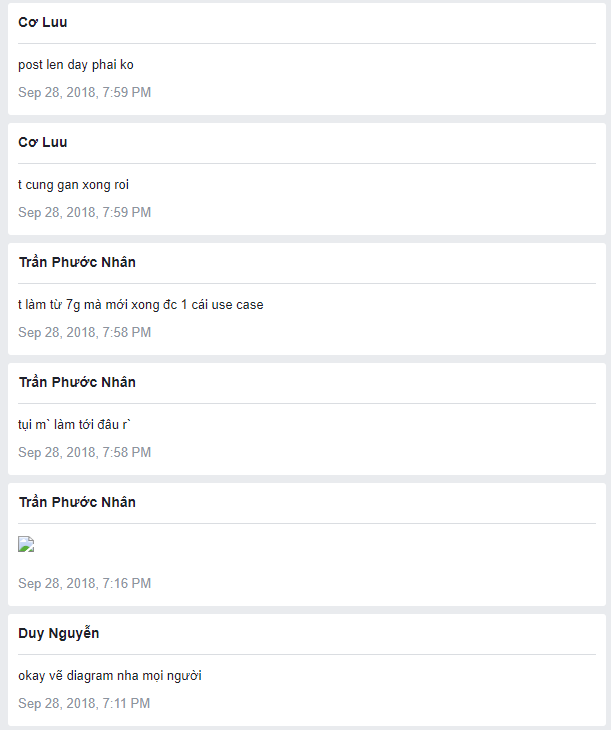 Cơ Luu
post len day phai ko
Sep 28, 2018, 7:59 PM
Cơ Luu
t cung gan xong roi
Sep 28, 2018, 7:59 PM
Trần Phước Nhân
t làm từ 7g mà mới xong đc 1 cái use case
Sep 28, 2018, 7:58 PM
Trần Phước Nhân
tụi m` làm tới đâu r`
Sep 28, 2018, 7:58 PM
Trần Phước Nhân
Sep 28, 2018, 7:16 PM
Duy Nguyễn
okay vẽ diagram nha mọi người
Sep 28, 2018, 7:11 PM